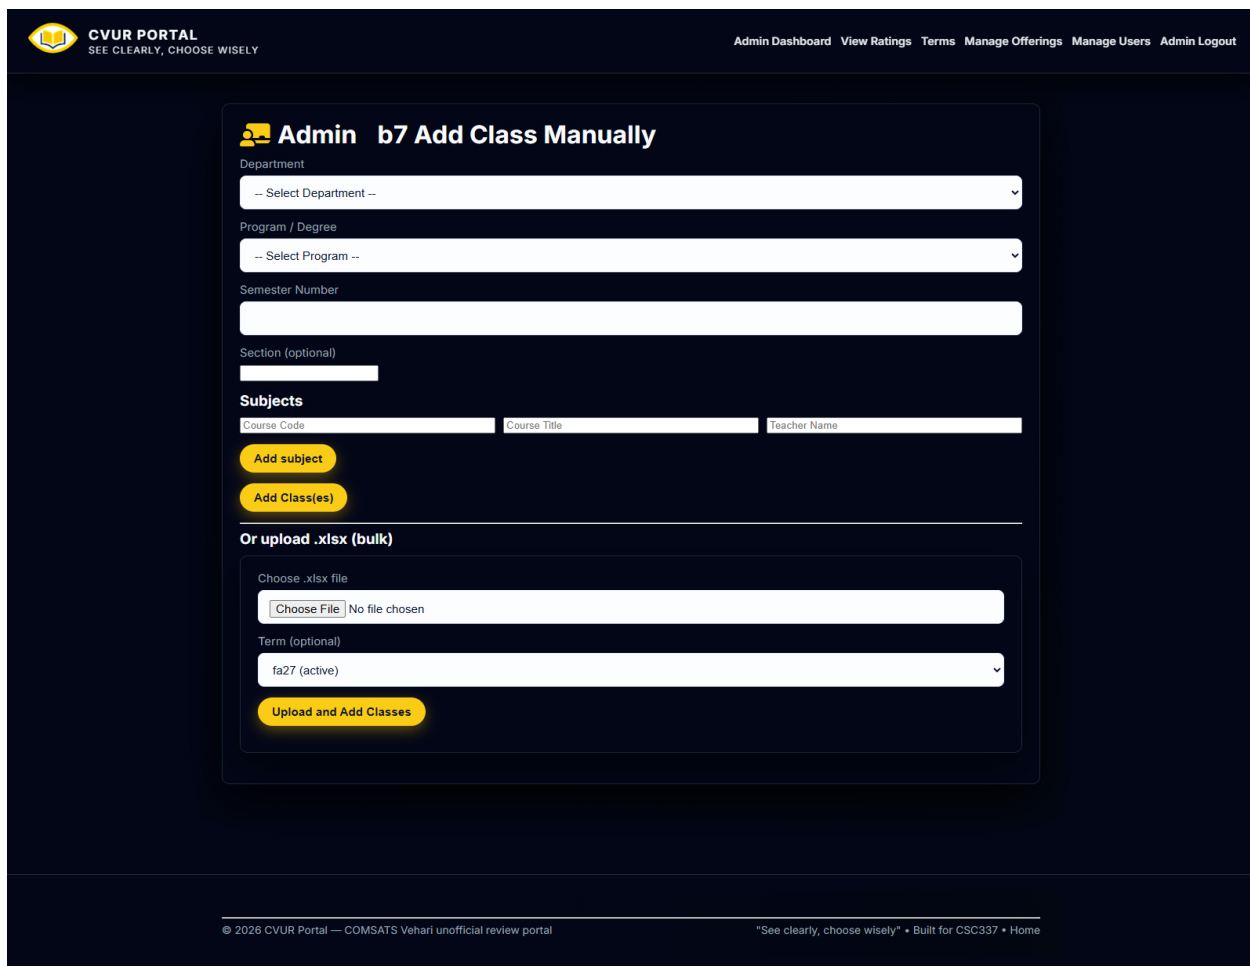 CVUR PORTAL
SEE CLEARLY, CHOOSE WISELY
Admin Dashboard View Ratings Terms Manage Offerings Manage Users Admin Logout
Admin b7 Add Class Manually
Department
-- Select Department --
Program / Degree
-- Select Program --
Semester Number
Section (optional)
Subjects
Course Code Course Title Teacher Name
Add subject
Add Class(es)
Or upload .xlsx (bulk)
Choose .xlsx file
Choose File No file chosen
Term (optional)
fa27 (active)
Upload and Add Classes
© 2026 CVUR Portal — COMSATS Vehari unofficial review portal
"See clearly, choose wisely" • Built for CSC337 • Home